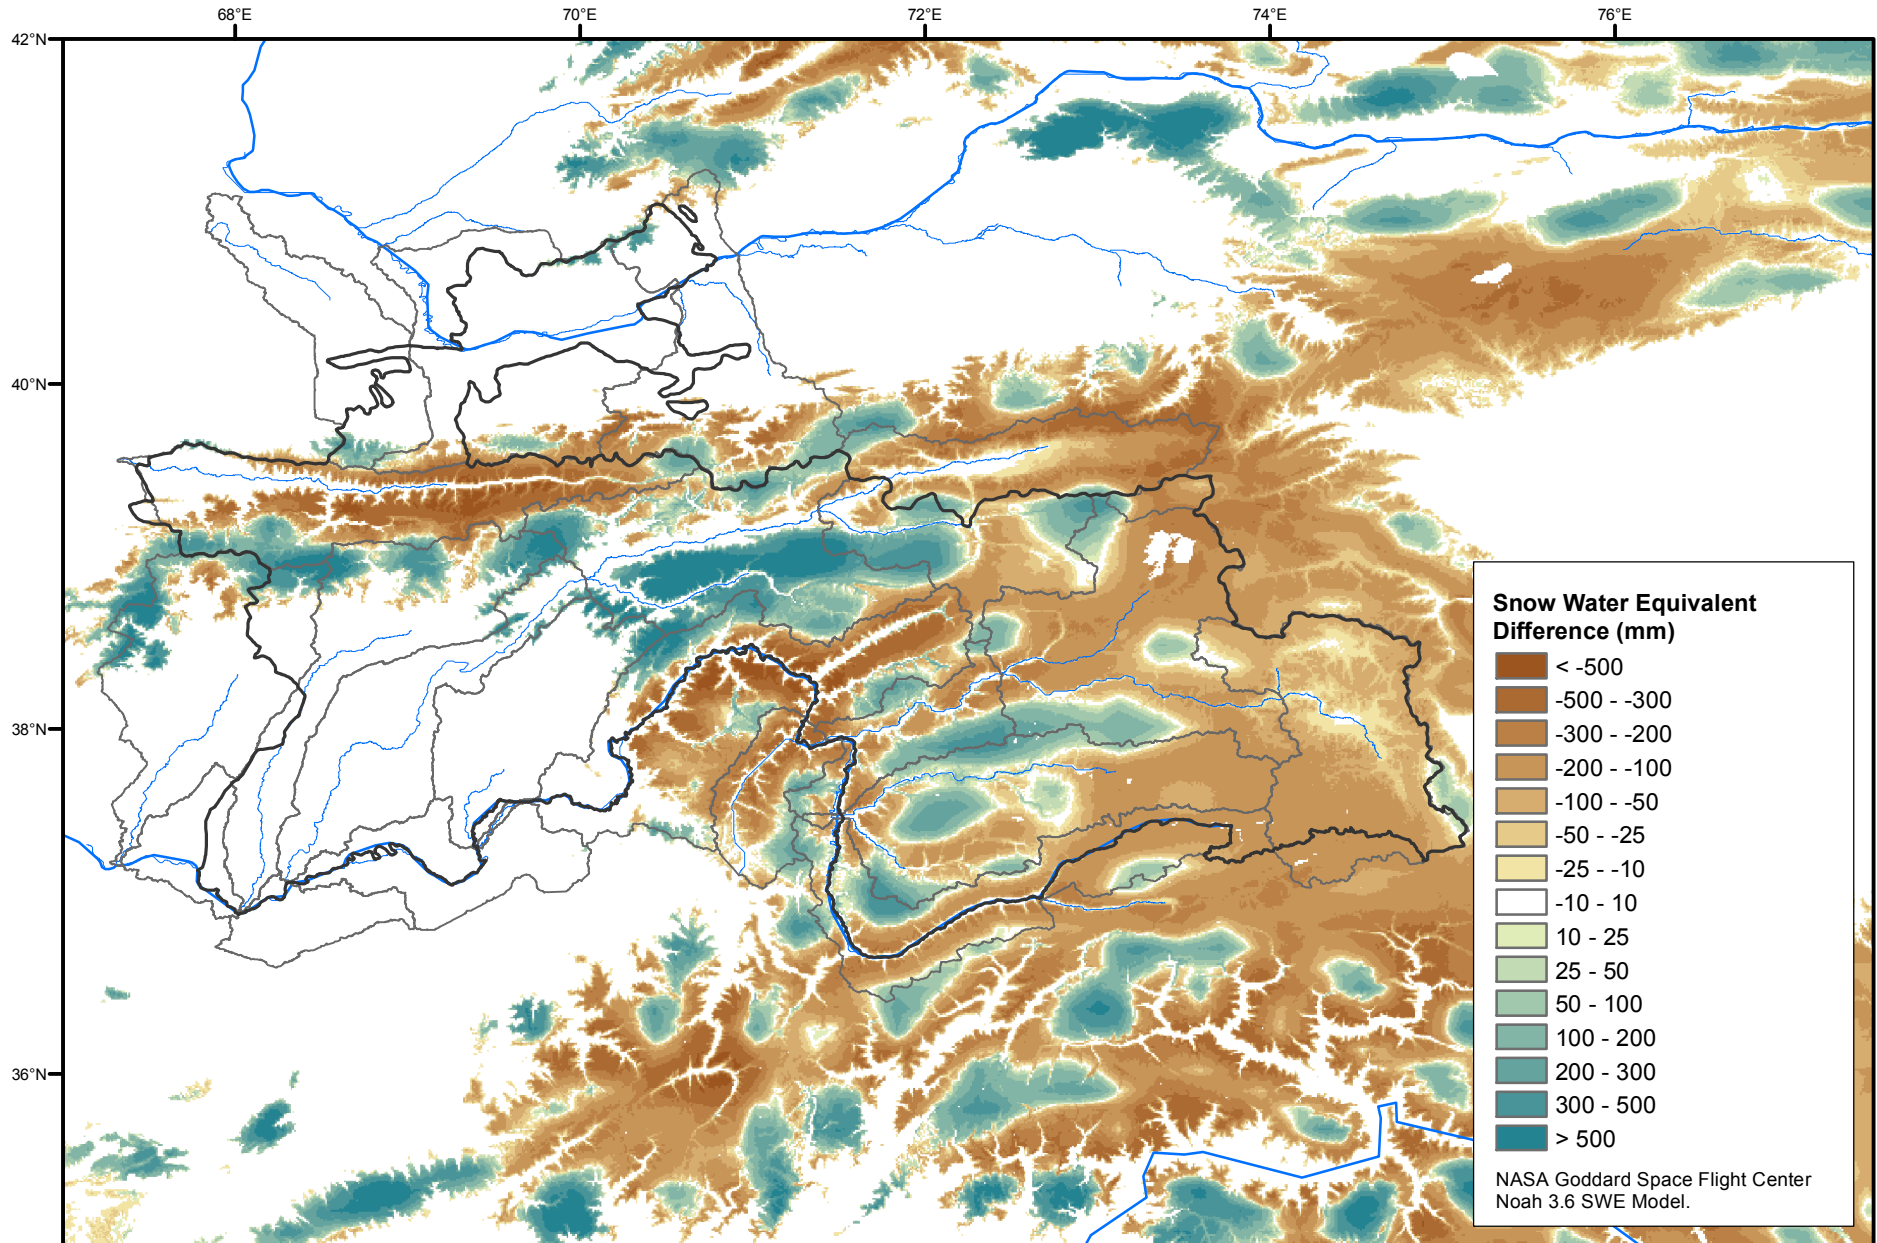 68°E
70°E
72°E
74°E
76°E
42°N
40°N
38°N
36°N
Snow Water Equivalent
Difference (mm)
< -500
-500 - -300
-300 - -200
-200 - -100
-100 - -50
-50 - -25
-25 - -10
-10 - 10
10 - 25
25 - 50
50 - 100
100 - 200
200 - 300
300 - 500
> 500
NASA Goddard Space Flight Center
Noah 3.6 SWE Model.